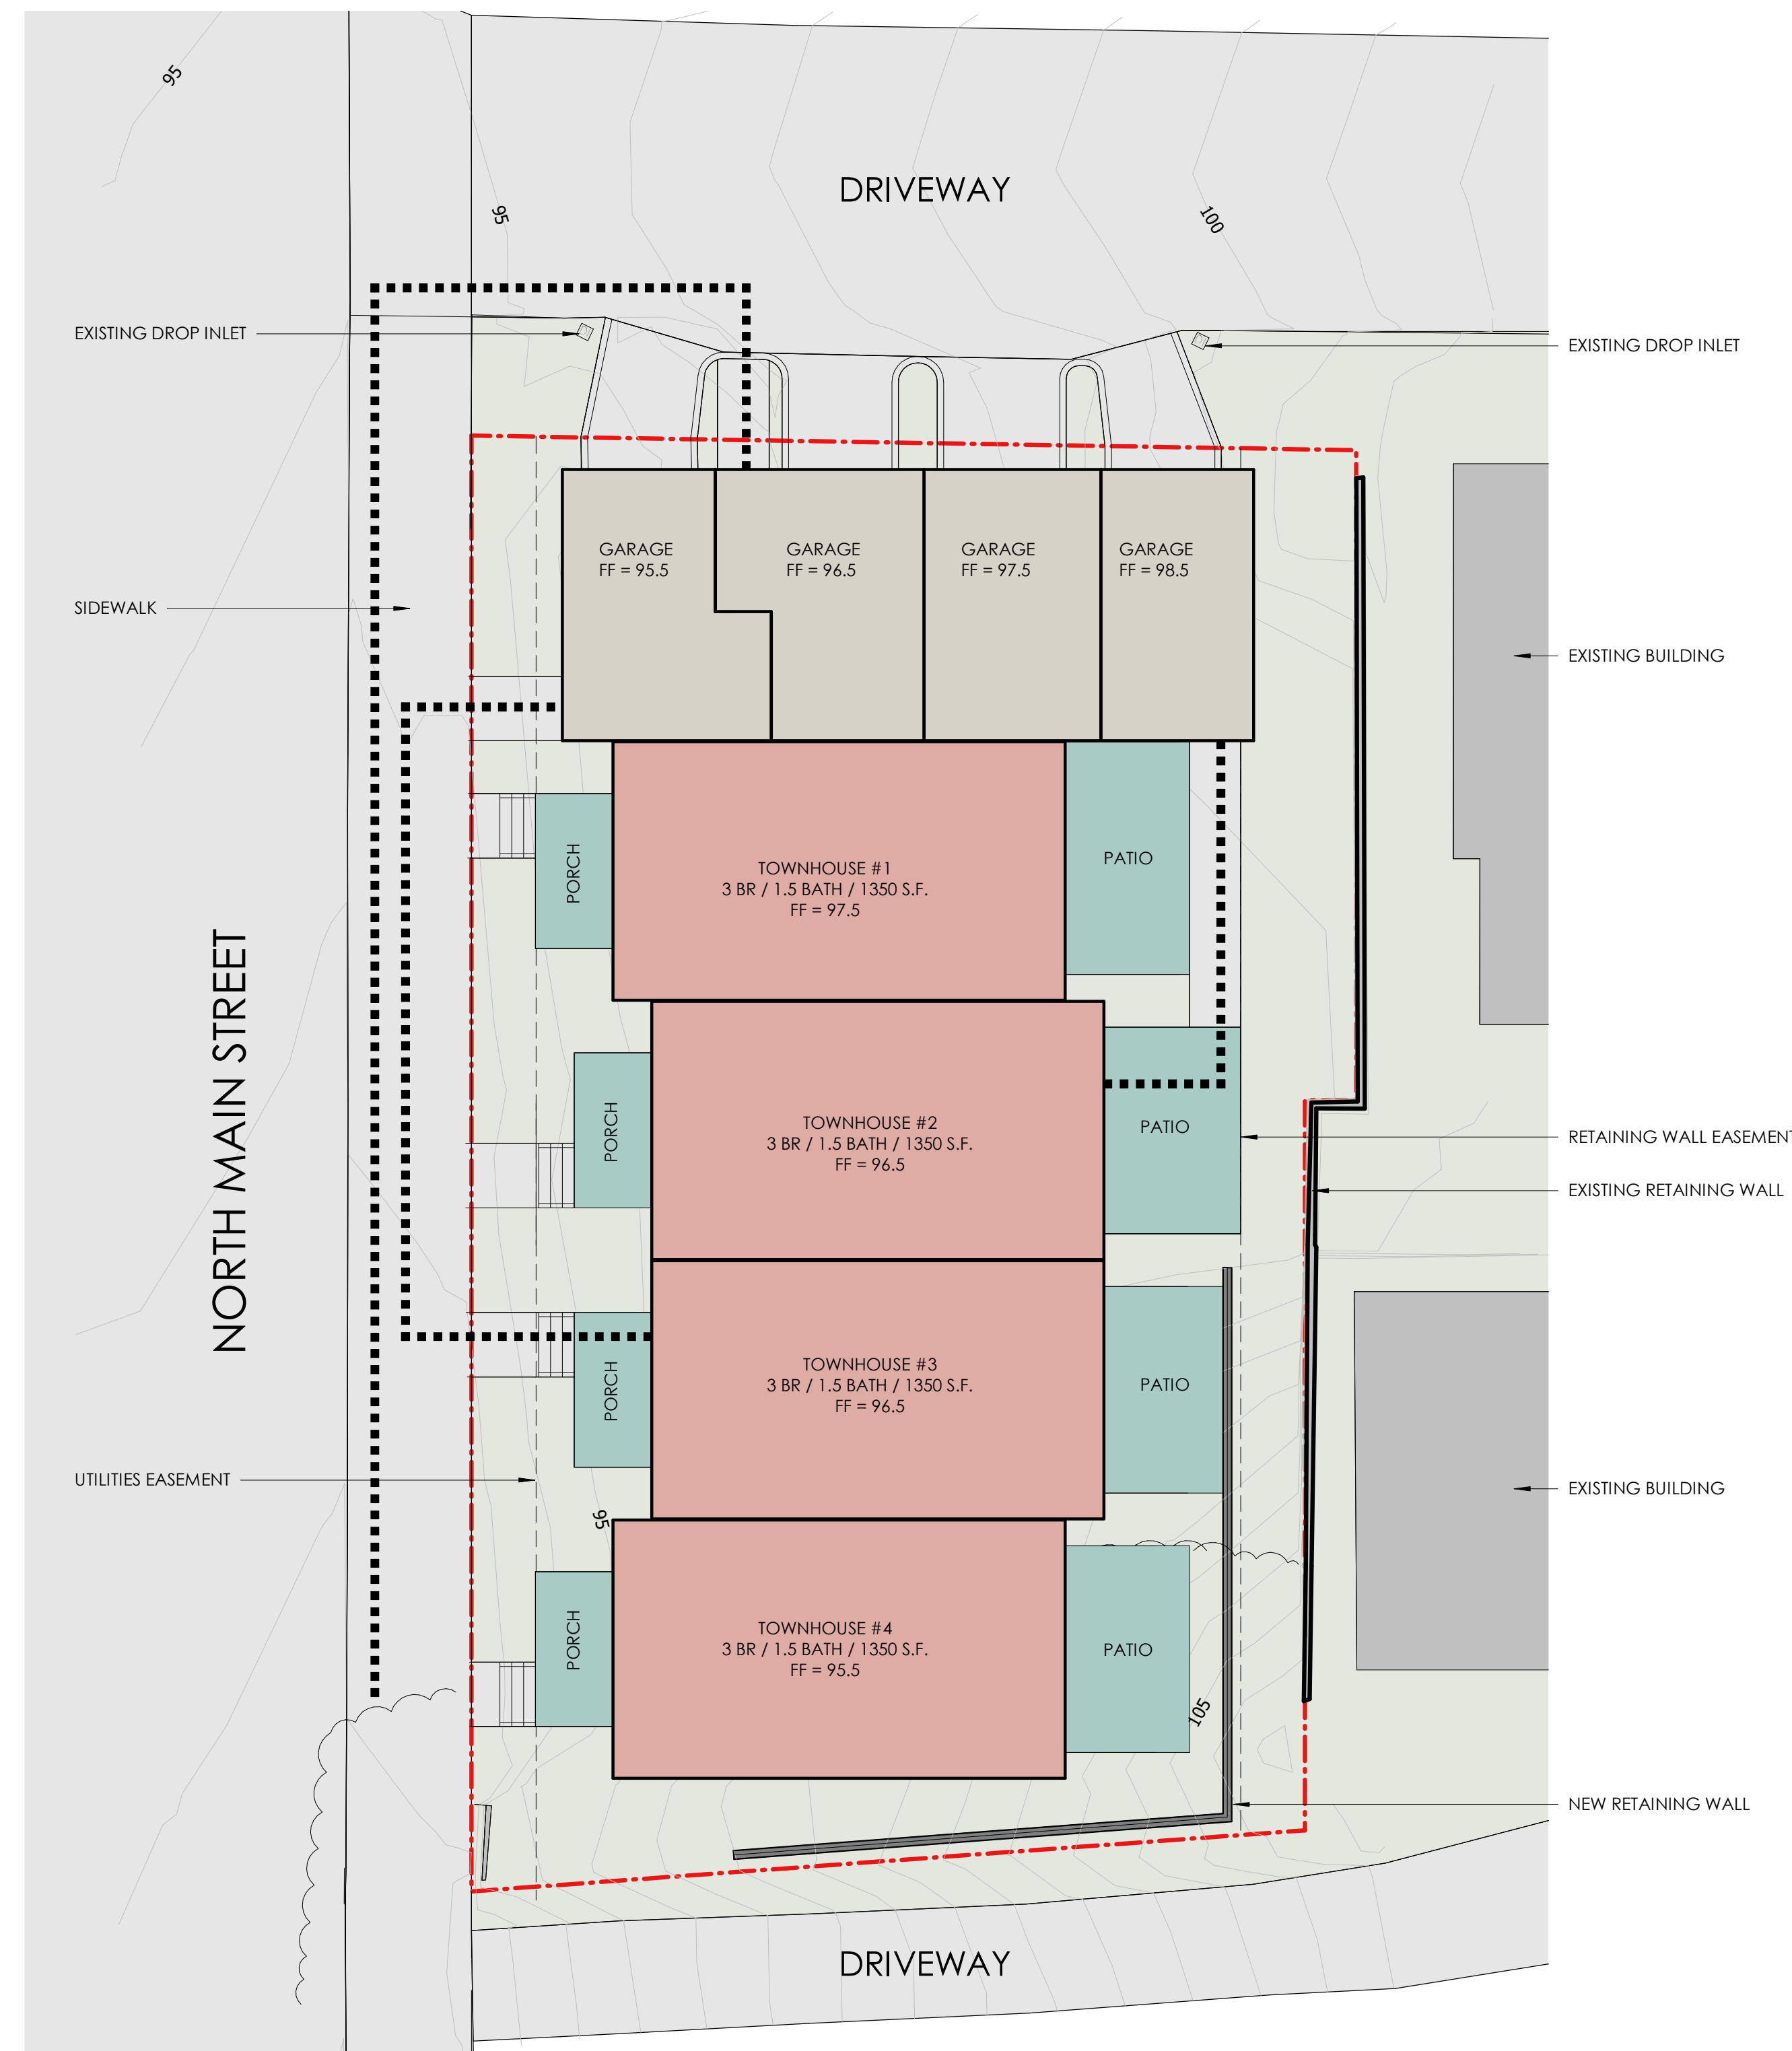 95
DRIVEWAY
95
100
EXISTING DROP INLET
EXISTING DROP INLET
GARAGE
FF = 95.5
GARAGE
FF = 96.5
GARAGE
FF = 97.5
GARAGE
FF = 98.5
SIDEWALK
EXISTING BUILDING
PORCH
TOWNHOUSE #1
3 BR / 1.5 BATH / 1350 S.F.
FF = 97.5
PATIO
NORTH MAIN STREET
PORCH
TOWNHOUSE #2
3 BR / 1.5 BATH / 1350 S.F.
FF = 96.5
PATIO
RETAINING WALL EASEMENT
EXISTING RETAINING WALL
PORCH
TOWNHOUSE #3
3 BR / 1.5 BATH / 1350 S.F.
FF = 96.5
PATIO
UTILITIES EASEMENT
EXISTING BUILDING
95
PORCH
TOWNHOUSE #4
3 BR / 1.5 BATH / 1350 S.F.
FF = 95.5
PATIO
105
NEW RETAINING WALL
DRIVEWAY